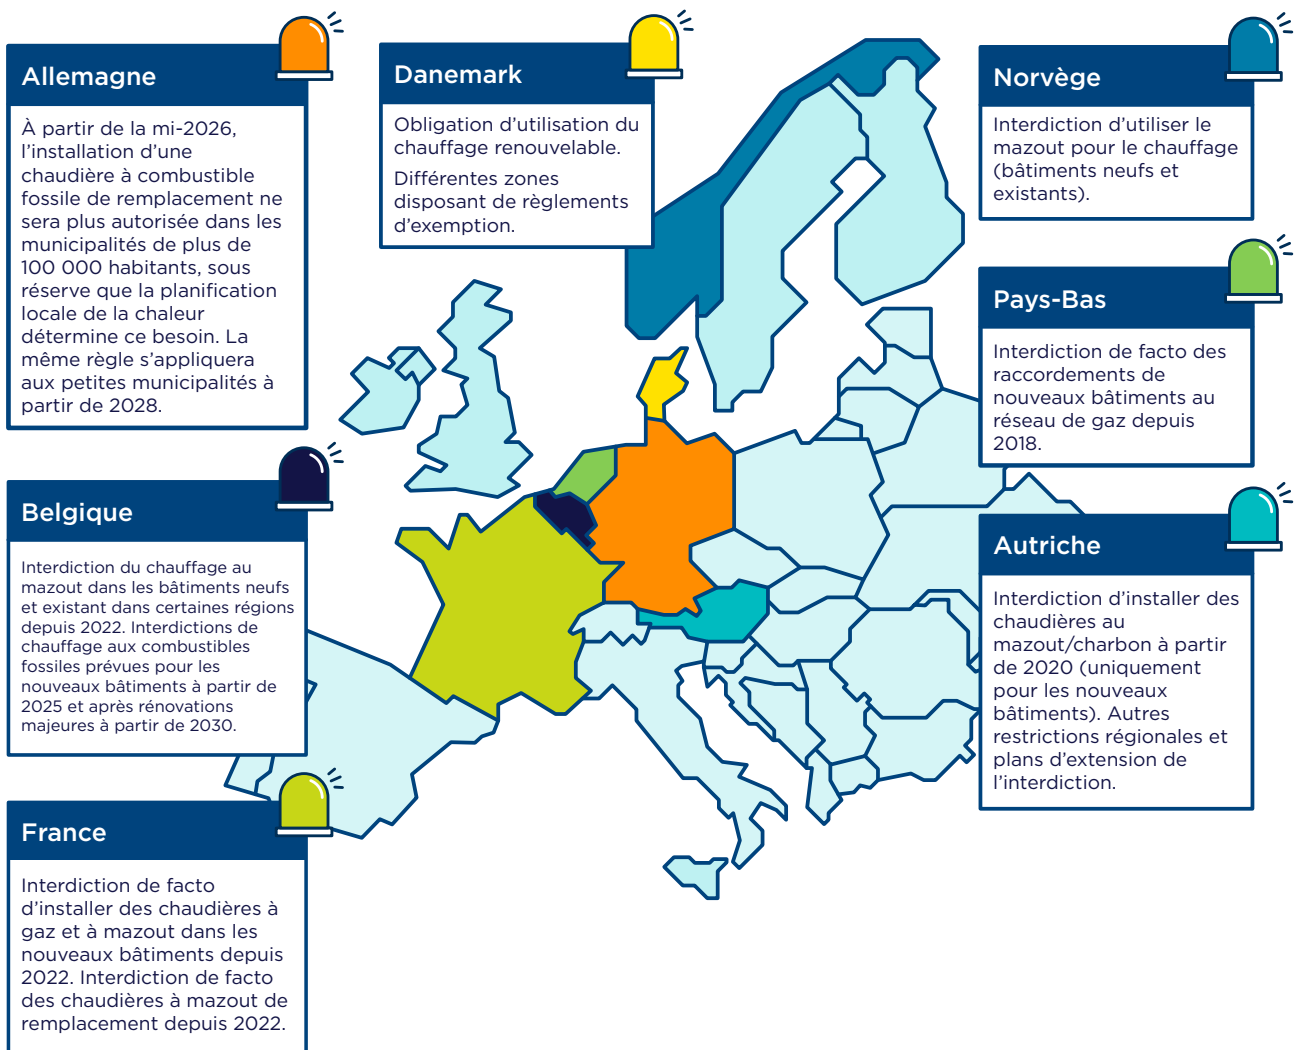 Allemagne
À partir de la mi-2026,
l’installation d’une
chaudière à combustible
fossile de remplacement ne
sera plus autorisée dans les
municipalités de plus de
100 000 habitants, sous
réserve que la planification
locale de la chaleur
détermine ce besoin. La
même règle s’appliquera
aux petites municipalités à
partir de 2028.
Danemark
Obligation d’utilisation du
chauffage renouvelable.
Différentes zones
disposant de règlements
d’exemption.
Norvège
Interdiction d’utiliser le
mazout pour le chauffage
(bâtiments neufs et
existants).
Pays-Bas
Interdiction de facto des
raccordements de
nouveaux bâtiments au
réseau de gaz depuis
2018.
Belgique
Interdiction du chauffage au
mazout dans les bâtiments neufs
et existant dans certaines régions
depuis 2022. Interdictions de
chauffage aux combustibles
fossiles prévues pour les
nouveaux bâtiments à partir de
2025 et après rénovations
majeures à partir de 2030.
Autriche
Interdiction d’installer des
chaudières au
mazout/charbon à partir
de 2020 (uniquement
pour les nouveaux
bâtiments). Autres
restrictions régionales et
plans d’extension de
l’interdiction.
France
Interdiction de facto
d’installer des chaudières à
gaz et à mazout dans les
nouveaux bâtiments depuis
2022. Interdiction de facto
des chaudières à mazout de
remplacement depuis 2022.